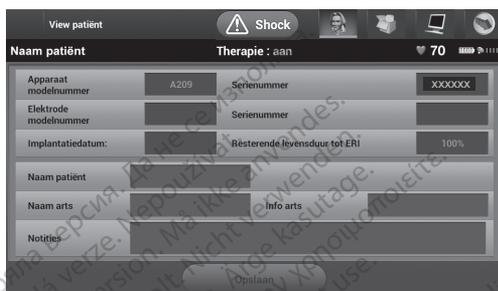 View patiënt
Shock
Naam patiënt Therapie : aan 70
Apparaat modelnummer A209 Serienummer XXXXXX
Elektrode modelnummer Serienummer
Implantatiedatum: Resterende levensduur tot ERI 100%
Naam patiënt
Naam arts Info arts
Notities
Opslaan